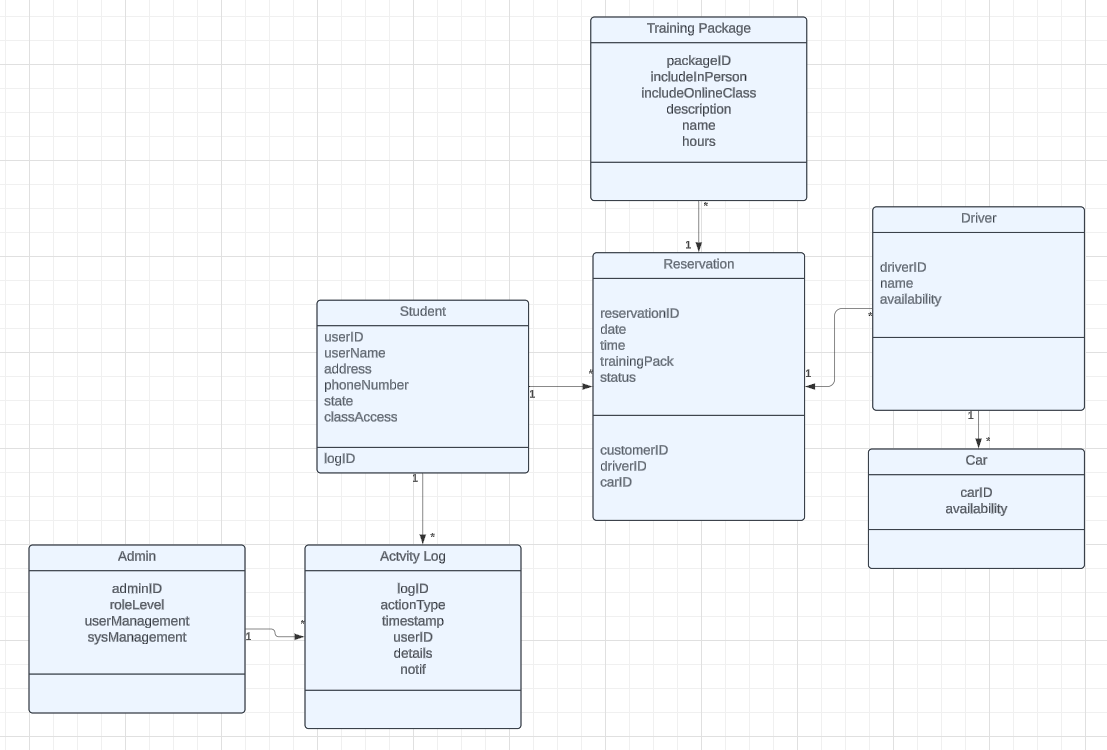 Training Package
packageID
includeInPerson
includeOnlineClass
description
name
hours
*
1
Reservation
reservationID
date
time
trainingPack
status
customerID
driverID
carID
Driver
driverID
name
availability
*
1
1
*
Car
carID
availability
Student
userID
userName
address
phoneNumber
state
classAccess
logID
1
*
1
*
Admin
adminID
roleLevel
userManagement
sysManagement
1
*
Actvity Log
logID
actionType
timestamp
userID
details
notif